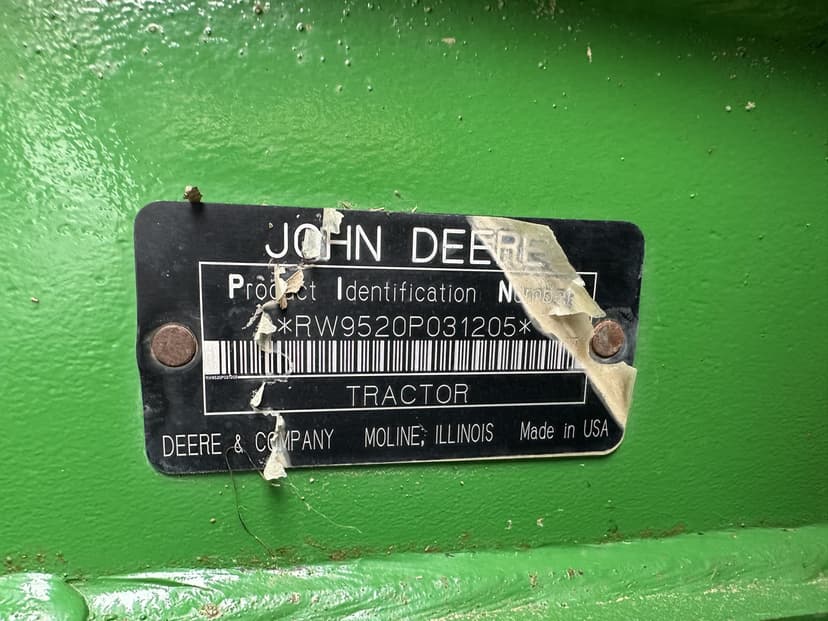 JOHN DEERE
Product Identification Number
*RW9520P031205*
TRACTOR
DEERE & COMPANY MOLINE, ILLINOIS Made in USA